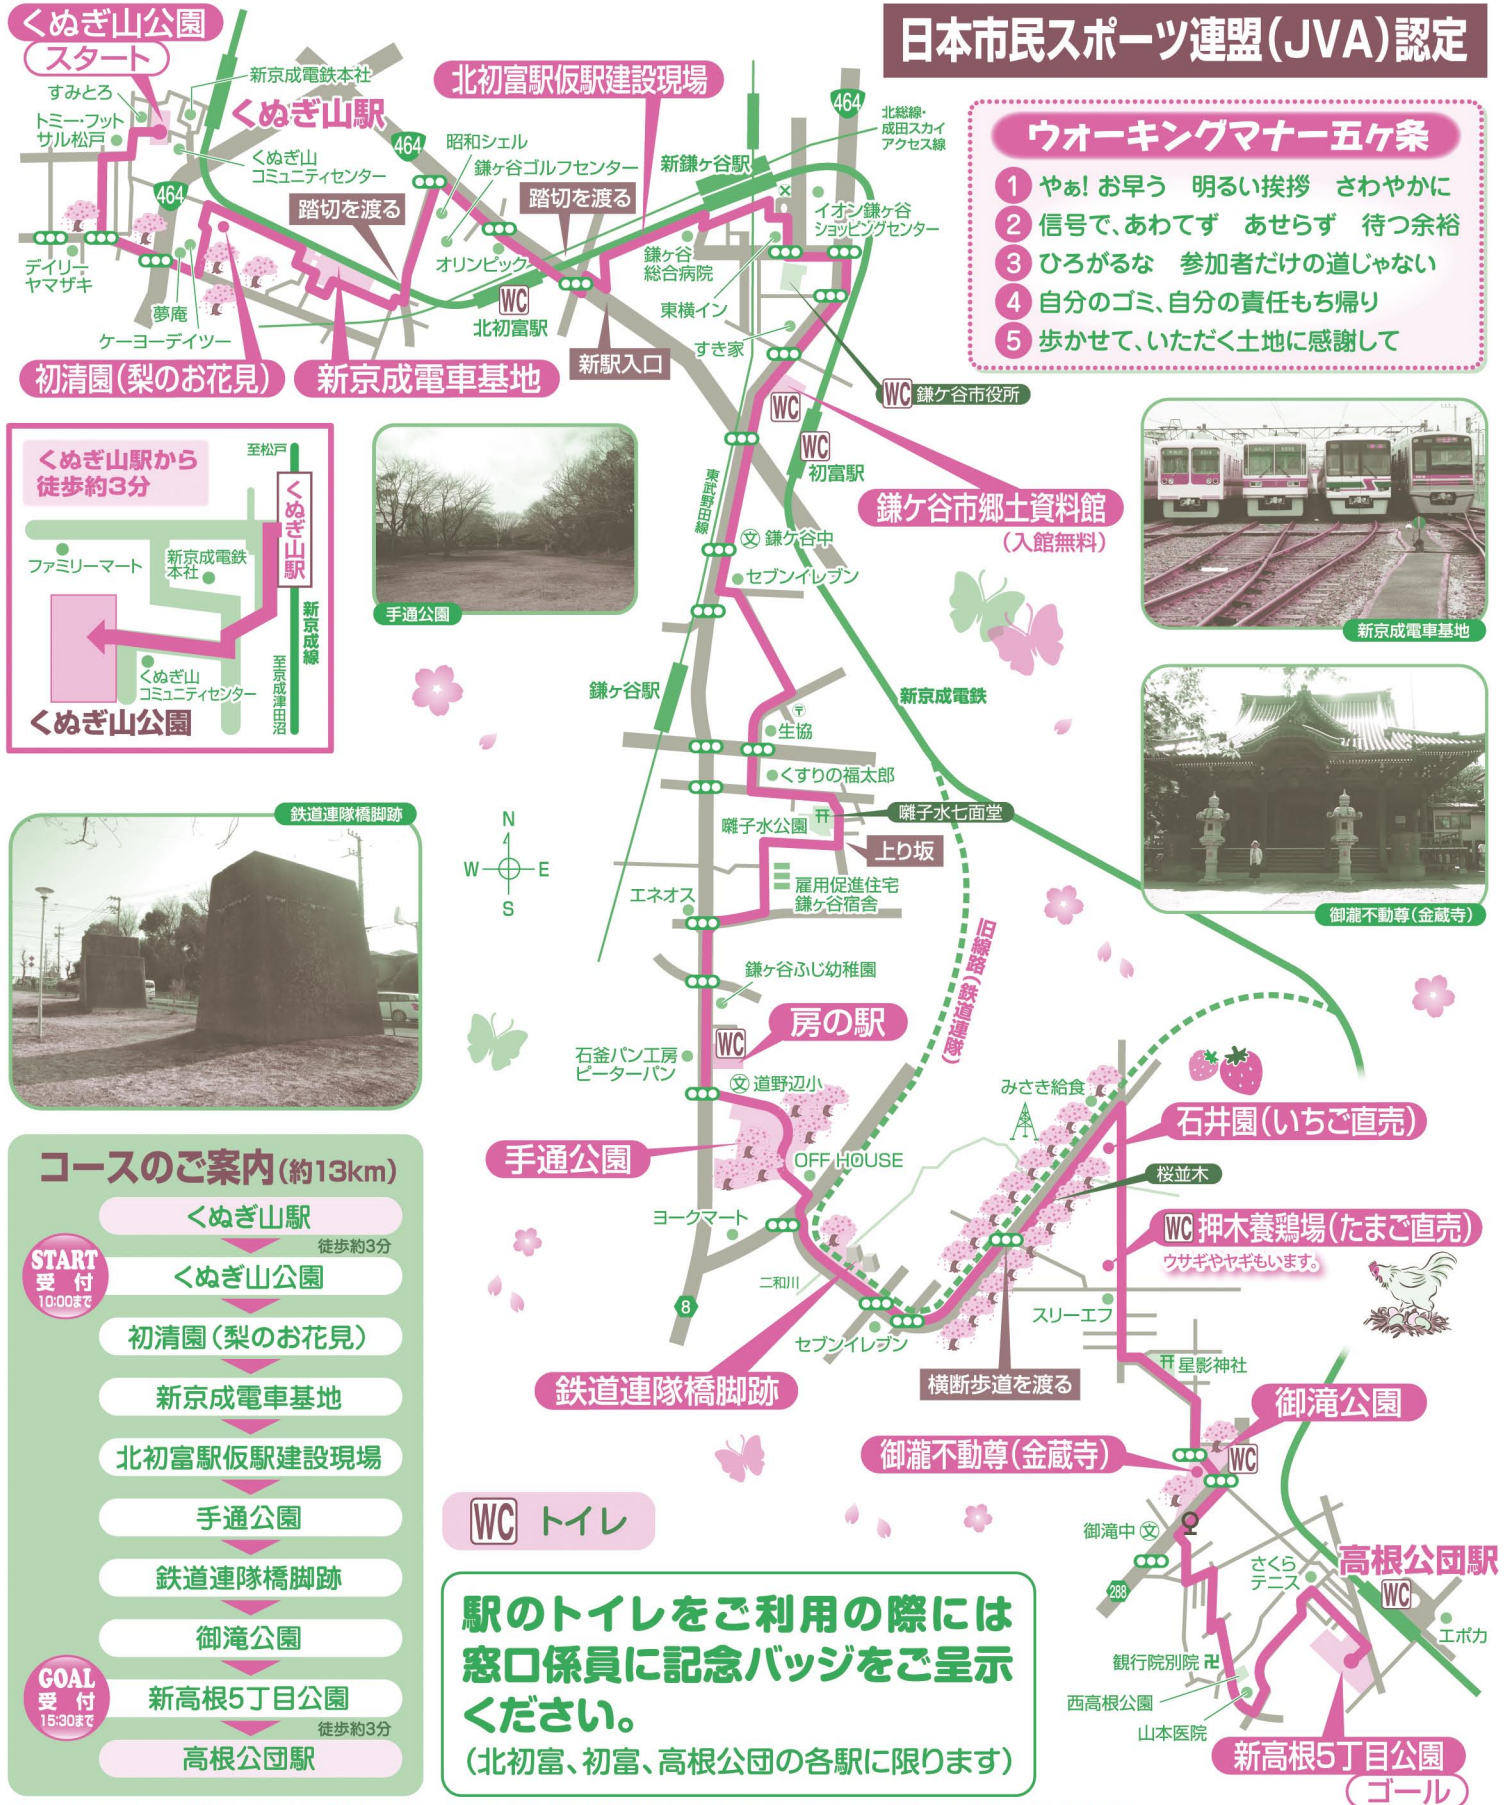 くぬぎ山公園
スタート
日本市民スポーツ連盟(JVA)認定
ウォーキングマナー五ヶ条
1 やぁ! お早う 明るい挨拶 さわやかに
2 信号で、あわてず あせらず 待つ余裕
3 ひろがるな 参加者だけの道じゃない
4 自分のゴミ、自分の責任もち帰り
5 歩かせて、いただく土地に感謝して
すみとろ
トミー・フット
サル松戸
新京成電鉄本社
くぬぎ山駅
くぬぎ山
コミュニティセンター
464
464
464
北初富駅仮駅建設現場
昭和シェル
鎌ヶ谷ゴルフセンター
踏切を渡る
踏切を渡る
新鎌ヶ谷駅
北総線・
成田スカイ
アクセス線
イオン鎌ヶ谷
ショッピングセンター
デイリー
ヤマザキ
夢庵
ケーヨーデイツー
オリンピック
WC
北初富駅
鎌ヶ谷
総合病院
東横イン
すき家
新駅入口
初清園(梨のお花見)
新京成電車基地
WC 鎌ケ谷市役所
WC
WC
初富駅
鎌ケ谷市郷土資料館
(入館無料)
くぬぎ山駅から
徒歩約3分
至松戸
くぬぎ山駅
ファミリーマート
新京成電鉄
本社
新京成線
くぬぎ山
コミュニティセンター
至京成津田沼
くぬぎ山公園
手通公園
東武野田線
文 鎌ケ谷中
セブンイレブン
新京成電車基地
鎌ヶ谷駅
新京成電鉄
〒
生協
くすりの福太郎
囃子水公園
囃子水七面堂
上り坂
御瀧不動尊(金蔵寺)
鉄道連隊橋脚跡
N
W E
S
雇用促進住宅
鎌ヶ谷宿舎
エネオス
旧線路(鉄道連隊)
鎌ヶ谷ふじ幼稚園
房の駅
WC
石釜パン工房
ピーターパン
文 道野辺小
手通公園
OFF HOUSE
ヨークマート
二和川
8
セブンイレブン
鉄道連隊橋脚跡
みさき給食
石井園(いちご直売)
桜並木
WC 押木養鶏場(たまご直売)
ウサギやヤギもいます。
スリーエフ
横断歩道を渡る
星影神社
御滝公園
御瀧不動尊(金蔵寺)
WC
御滝中 文
288
さくら
テニス
高根公団駅
WC
エポカ
観行院別院 卍
西高根公園
山本医院
新高根5丁目公園
ゴール
コースのご案内(約13km)
くぬぎ山駅
徒歩約3分
START
受 付
10:00まで
くぬぎ山公園
初清園(梨のお花見)
新京成電車基地
北初富駅仮駅建設現場
手通公園
鉄道連隊橋脚跡
御滝公園
GOAL
受 付
15:30まで
新高根5丁目公園
徒歩約3分
高根公団駅
WC トイレ
駅のトイレをご利用の際には
窓口係員に記念バッジをご呈示
ください。
(北初富、初富、高根公団の各駅に限ります)